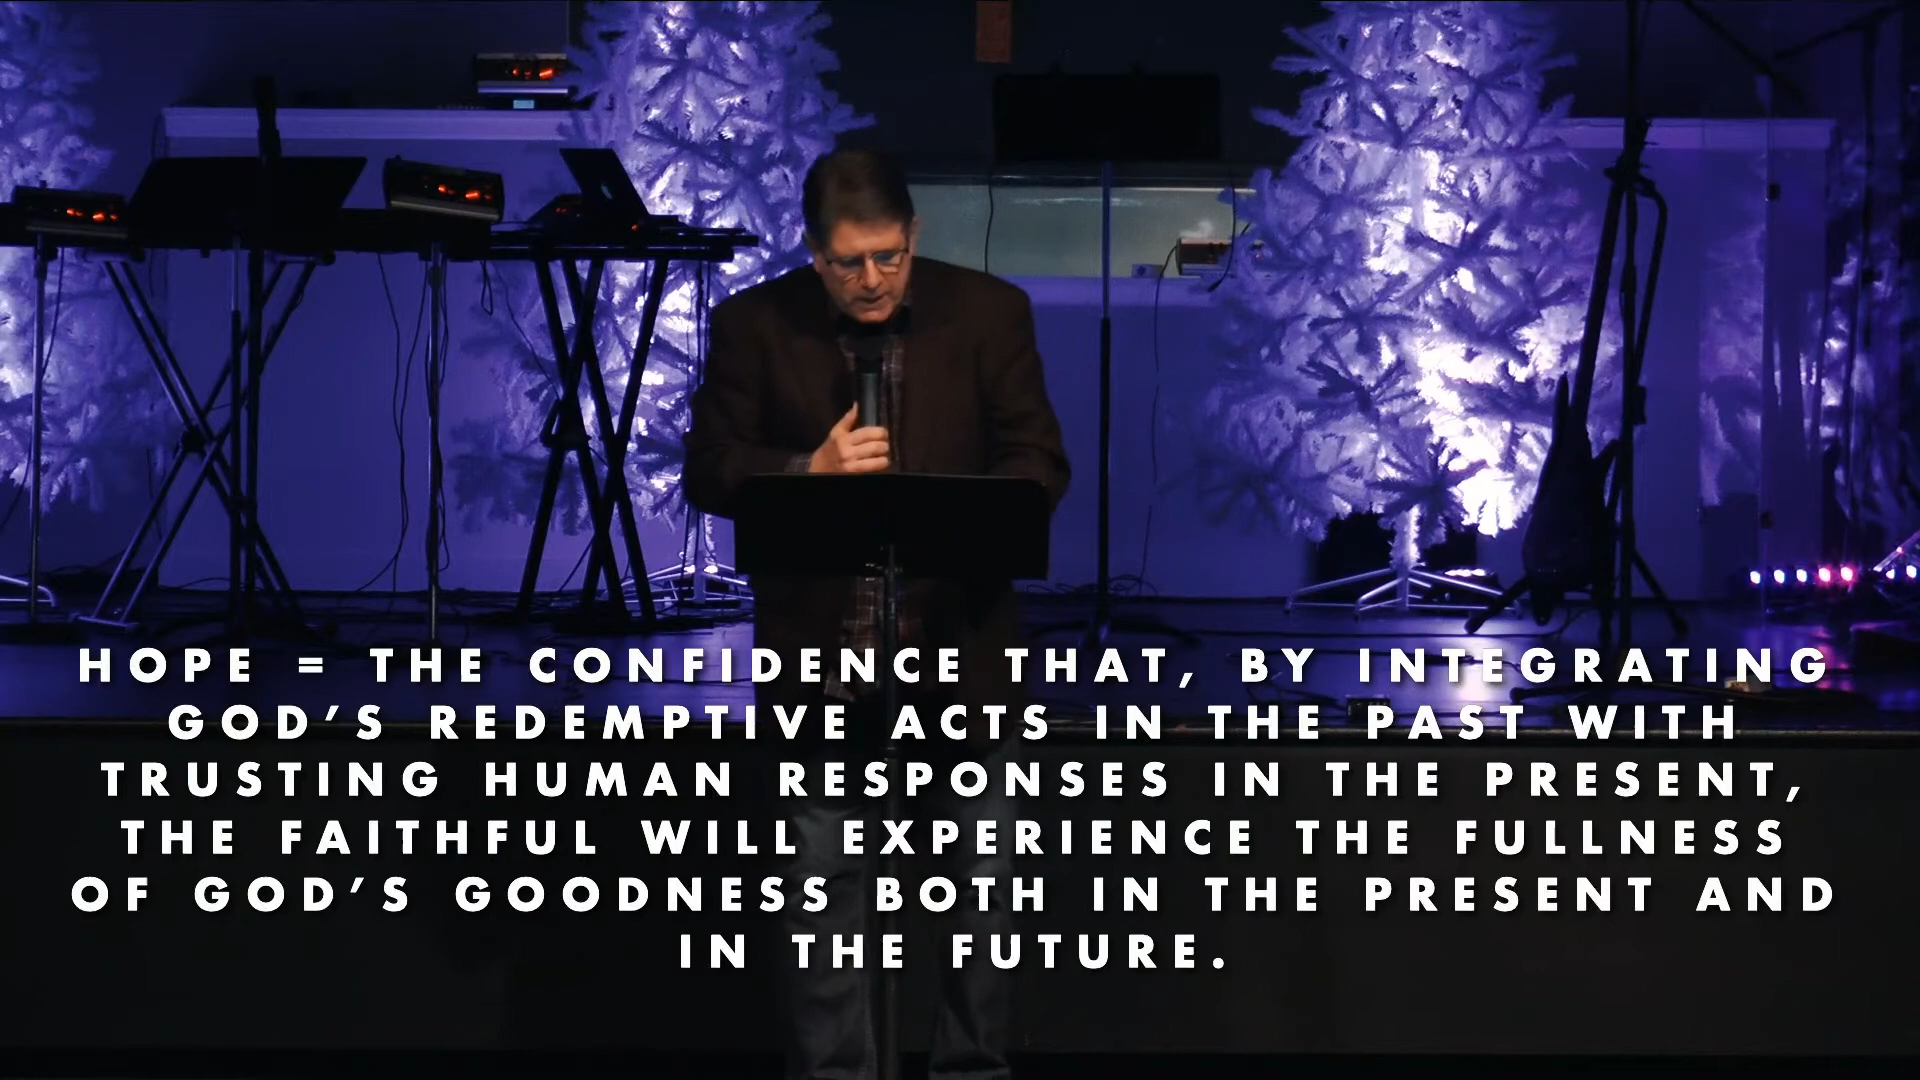 HOPE = THE CONFIDENCE THAT, BY INTEGRATING
GOD’S REDEMPTIVE ACTS IN THE PAST WITH
TRUSTING HUMAN RESPONSES IN THE PRESENT,
THE FAITHFUL WILL EXPERIENCE THE FULLNESS
OF GOD’S GOODNESS BOTH IN THE PRESENT AND
IN THE FUTURE.